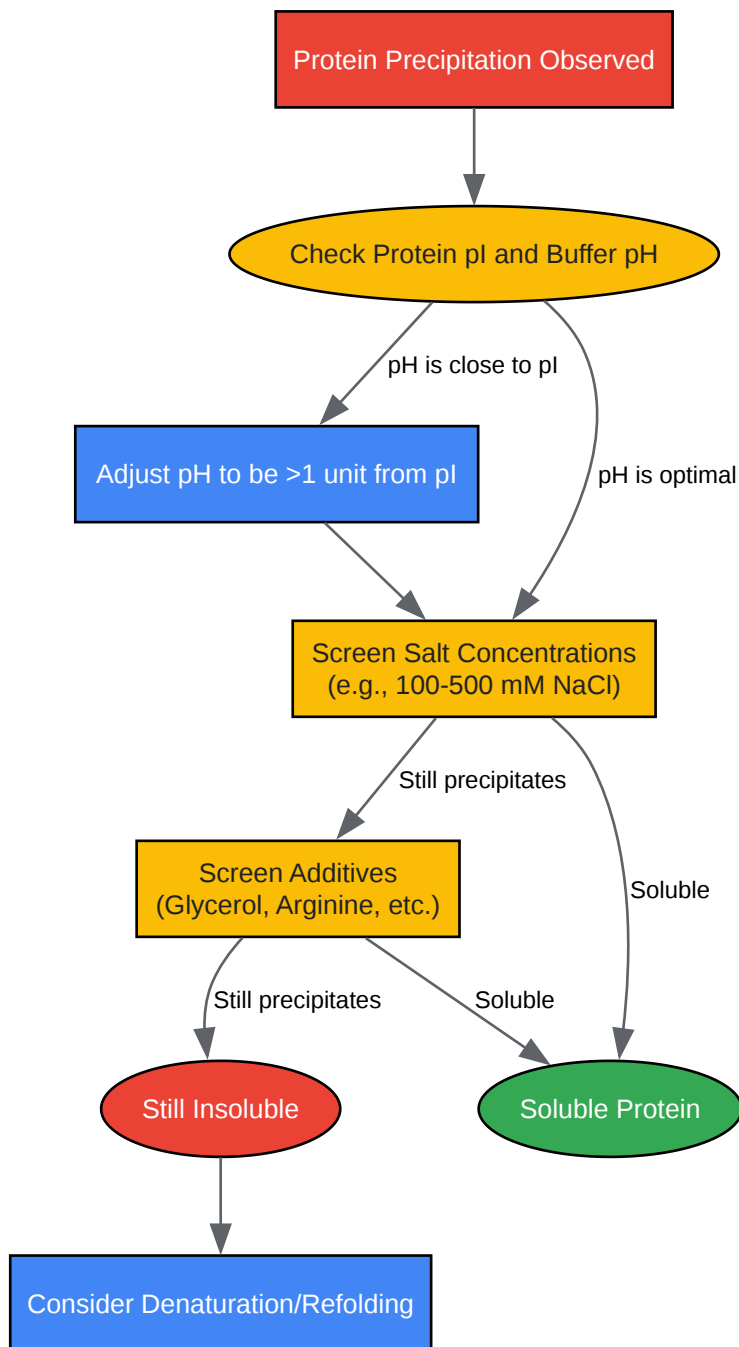 Protein Precipitation Observed
Check Protein pI and Buffer pH
pH is close to pI
Adjust pH to be >1 unit from pI
pH is optimal
Screen Salt Concentrations
(e.g., 100-500 mM NaCl)
Still precipitates
Screen Additives
(Glycerol, Arginine, etc.)
Soluble
Still precipitates
Soluble
Still Insoluble
Soluble Protein
Consider Denaturation/Refolding